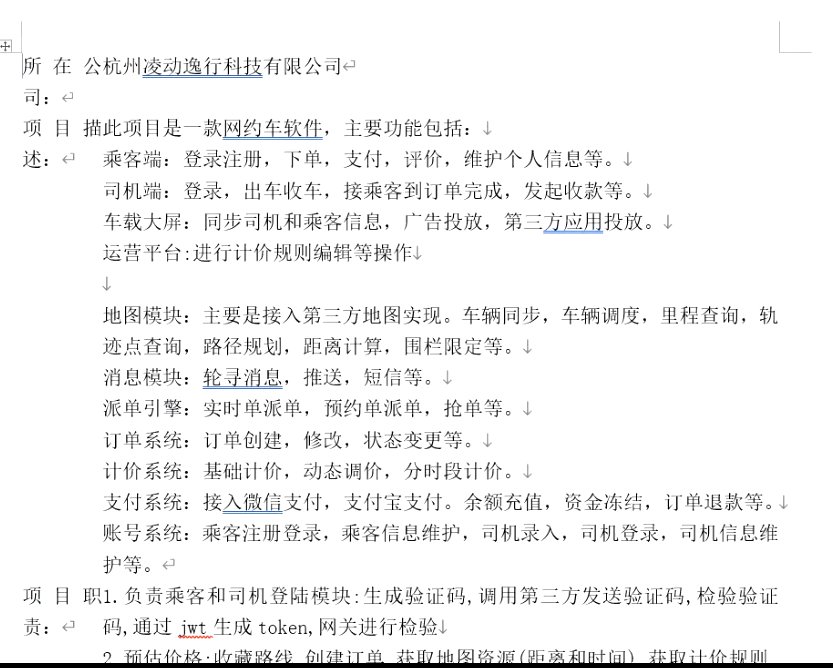 所 在 公杭州凌动逸行科技有限公司
司：
项 目 描此项目是一款网约车软件，主要功能包括：
述： 乘客端：登录注册，下单，支付，评价，维护个人信息等。
司机端：登录，出车收车，接乘客到订单完成，发起收款等。
车载大屏：同步司机和乘客信息，广告投放，第三方应用投放。
运营平台:进行计价规则编辑等操作
地图模块：主要是接入第三方地图实现。车辆同步，车辆调度，里程查询，轨
迹点查询，路径规划，距离计算，围栏限定等。
消息模块：轮寻消息，推送，短信等。
派单引擎：实时单派单，预约单派单，抢单等。
订单系统：订单创建，修改，状态变更等。
计价系统：基础计价，动态调价，分时段计价。
支付系统：接入微信支付，支付宝支付。余额充值，资金冻结，订单退款等。
账号系统：乘客注册登录，乘客信息维护，司机录入，司机登录，司机信息维
护等。
项 目 职1.负责乘客和司机登陆模块:生成验证码,调用第三方发送验证码,检验验证
责： 码,通过 jwt 生成 token,网关进行检验
2.预估价格:收藏路线,创建订单,获取地图资源(距离和时间),获取计价规则